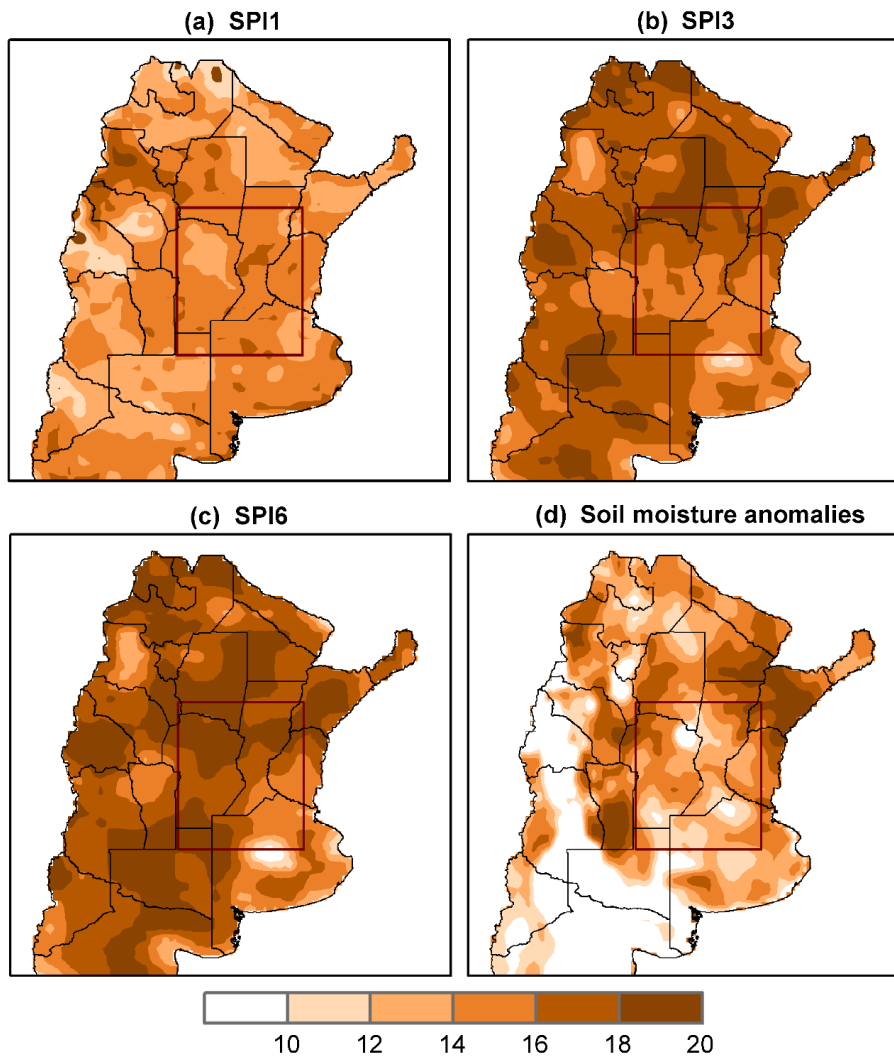 (a) SPI1
(b) SPI3
(c) SPI6
(d) Soil moisture anomalies
10 12 14 16 18 20